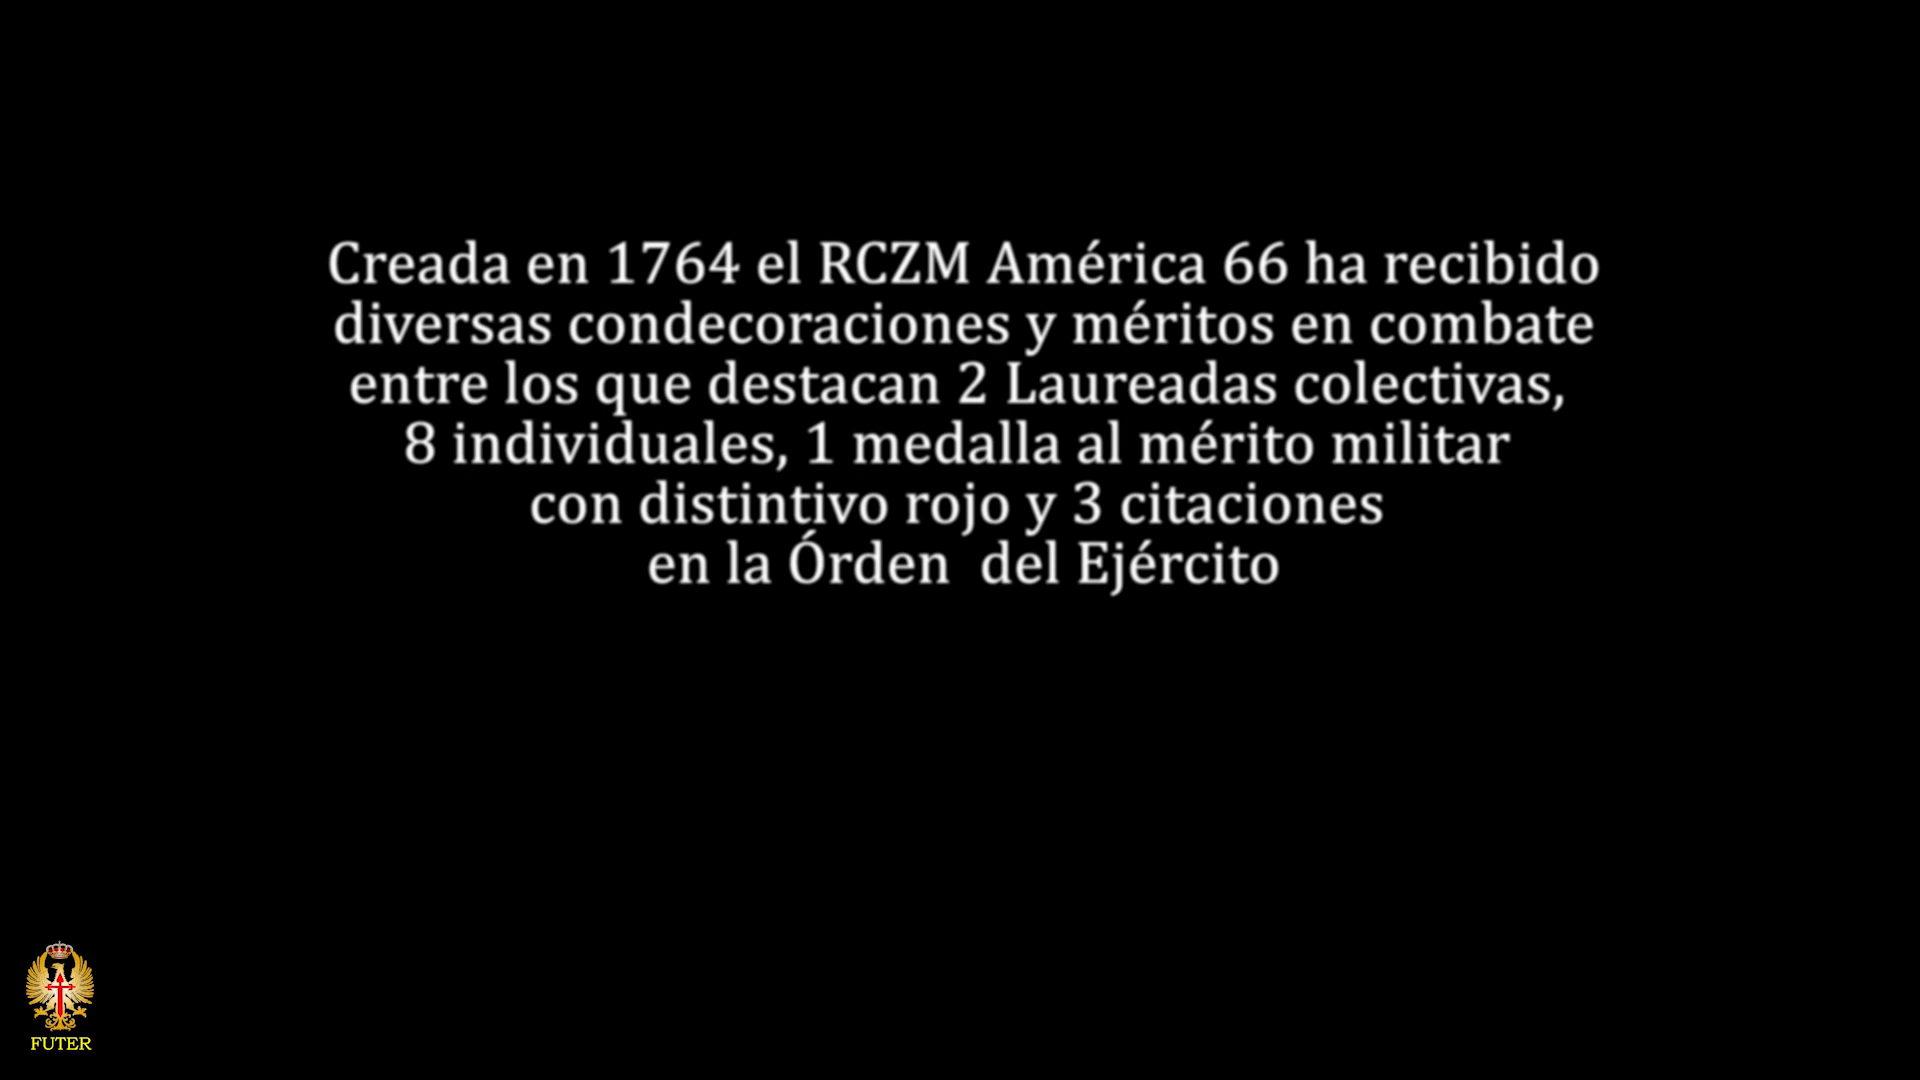 Creada en 1764 el RCZM América 66 ha recibido
diversas condecoraciones y méritos en combate
entre los que destacan 2 Laureadas colectivas,
8 individuales, 1 medalla al mérito militar
con distintivo rojo y 3 citaciones
en la Órden  del Ejército
FUTER